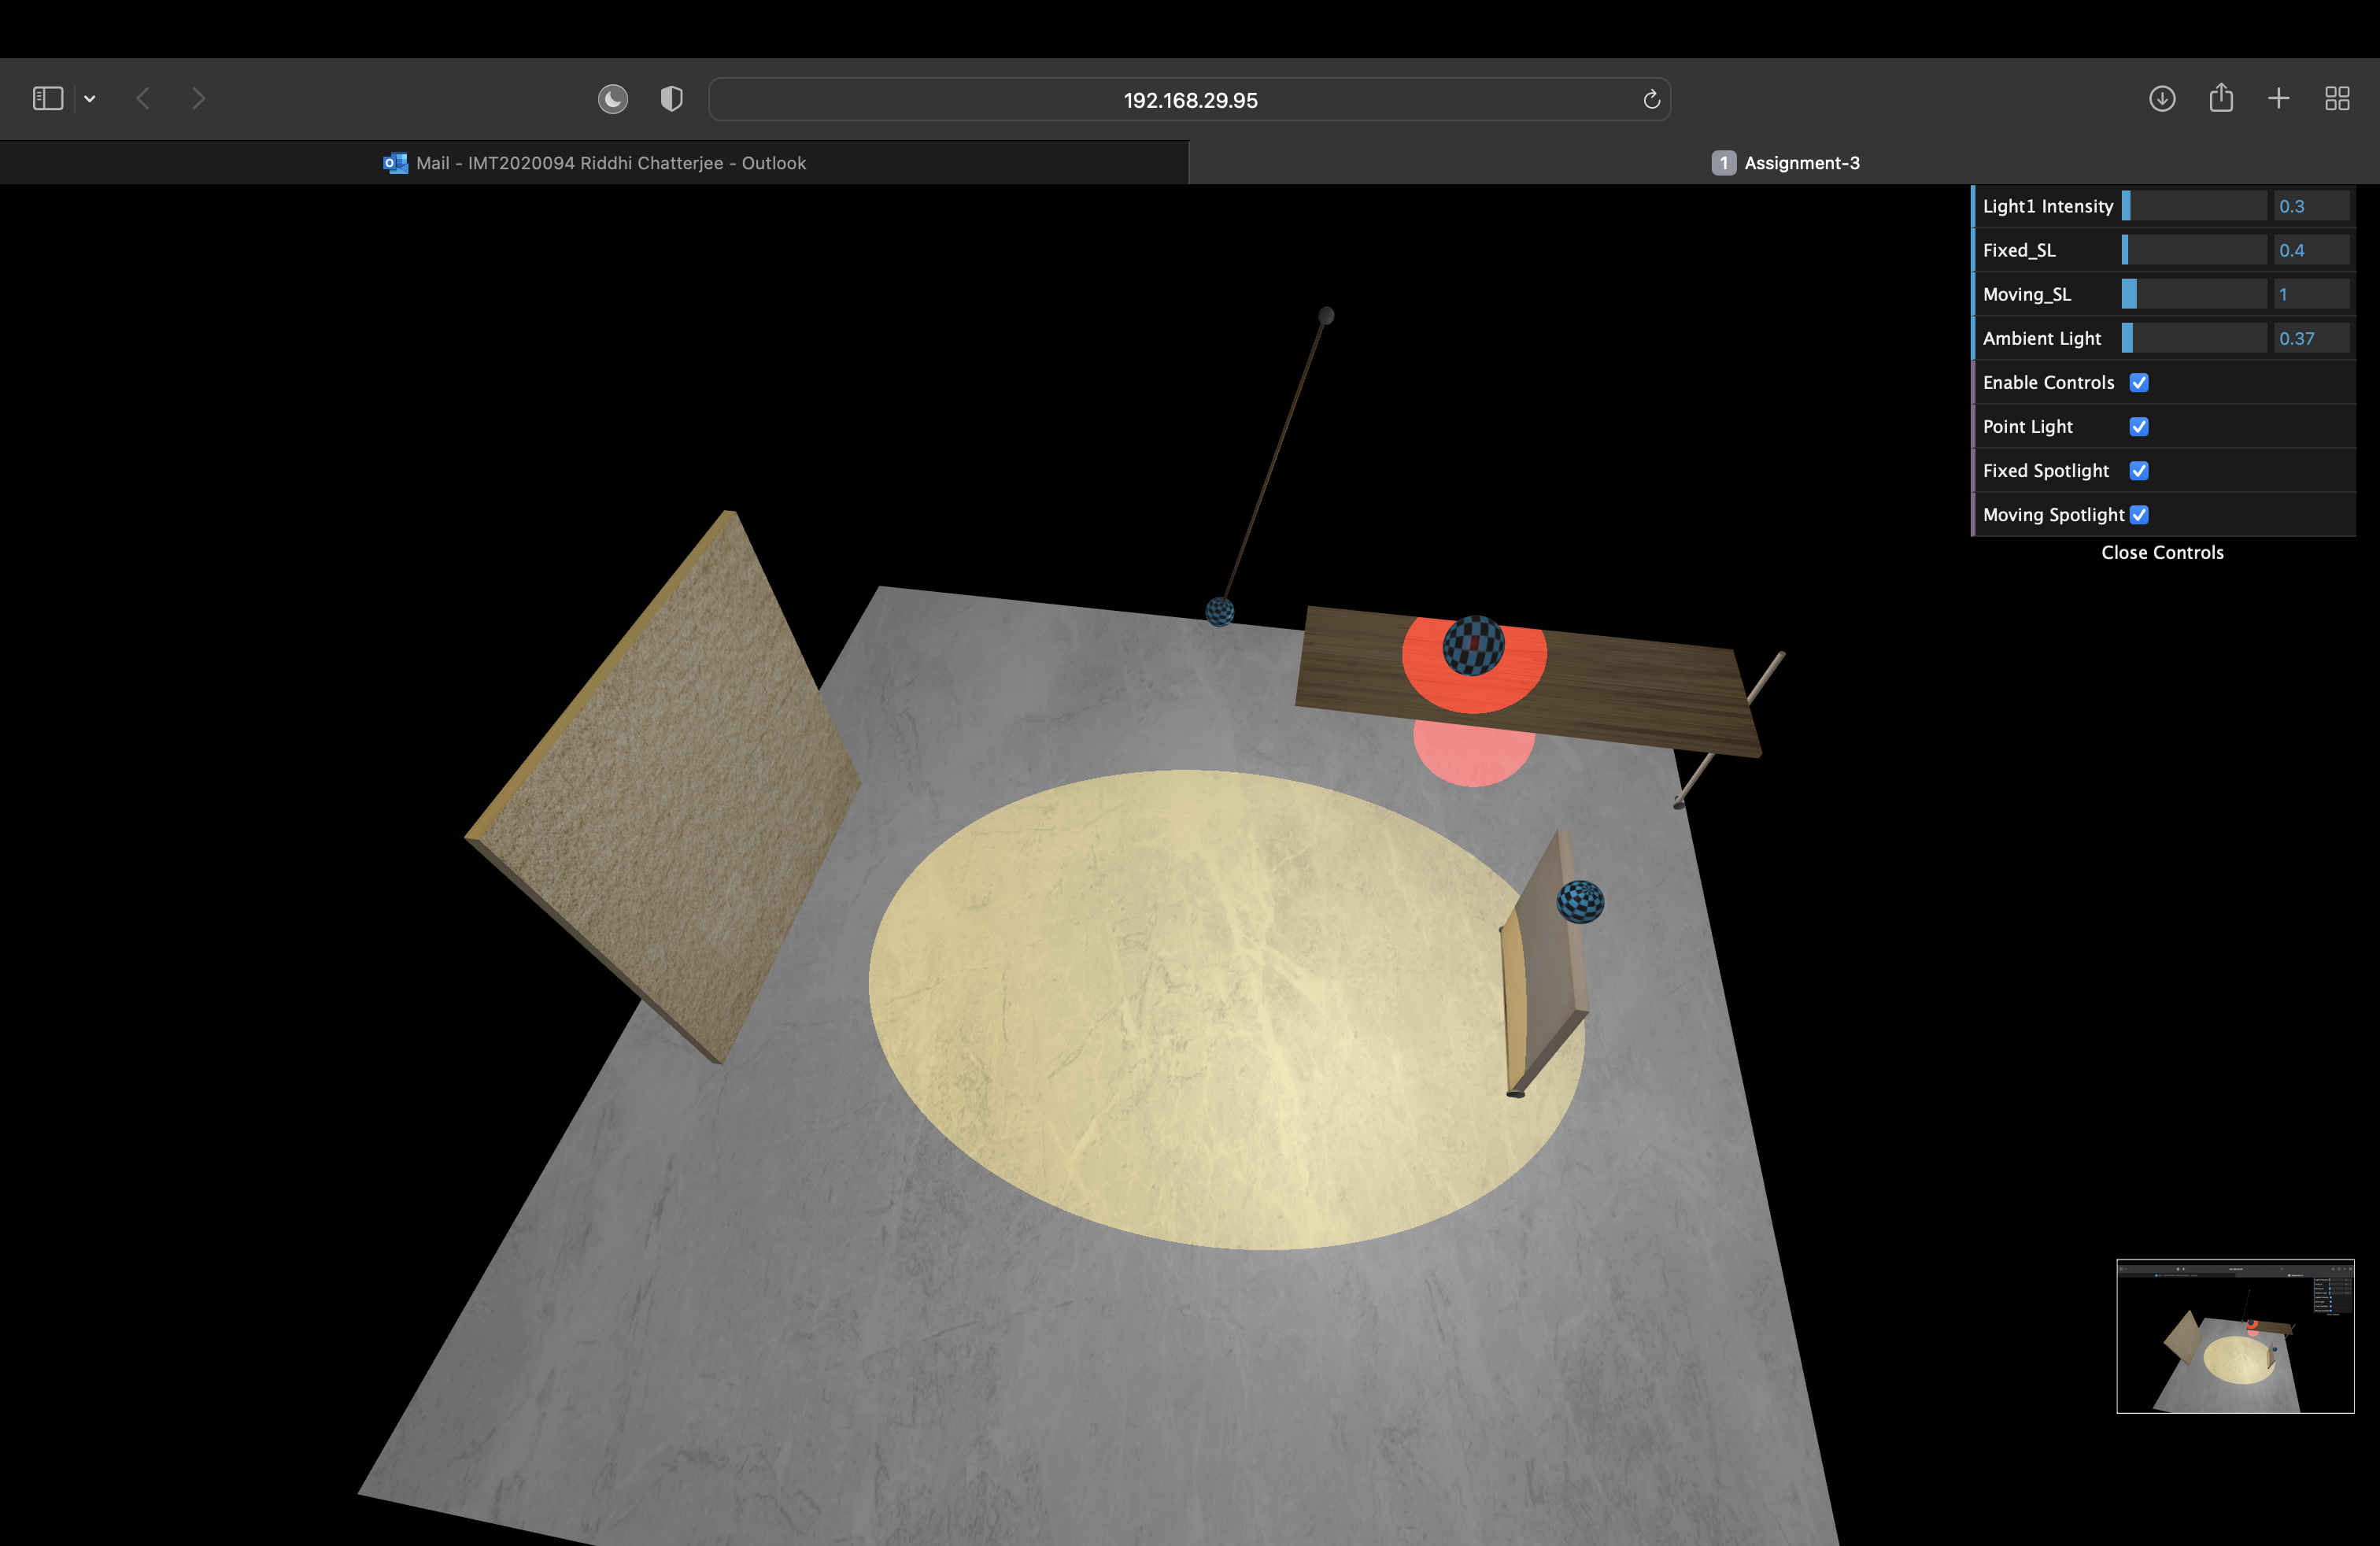 192.168.29.95
Mail - IMT2020094 Riddhi Chatterjee - Outlook
1 Assignment-3
Light1 Intensity 0.3
Fixed_SL 0.4
Moving_SL 1
Ambient Light 0.37
Enable Controls
Point Light
Fixed Spotlight
Moving Spotlight
Close Controls